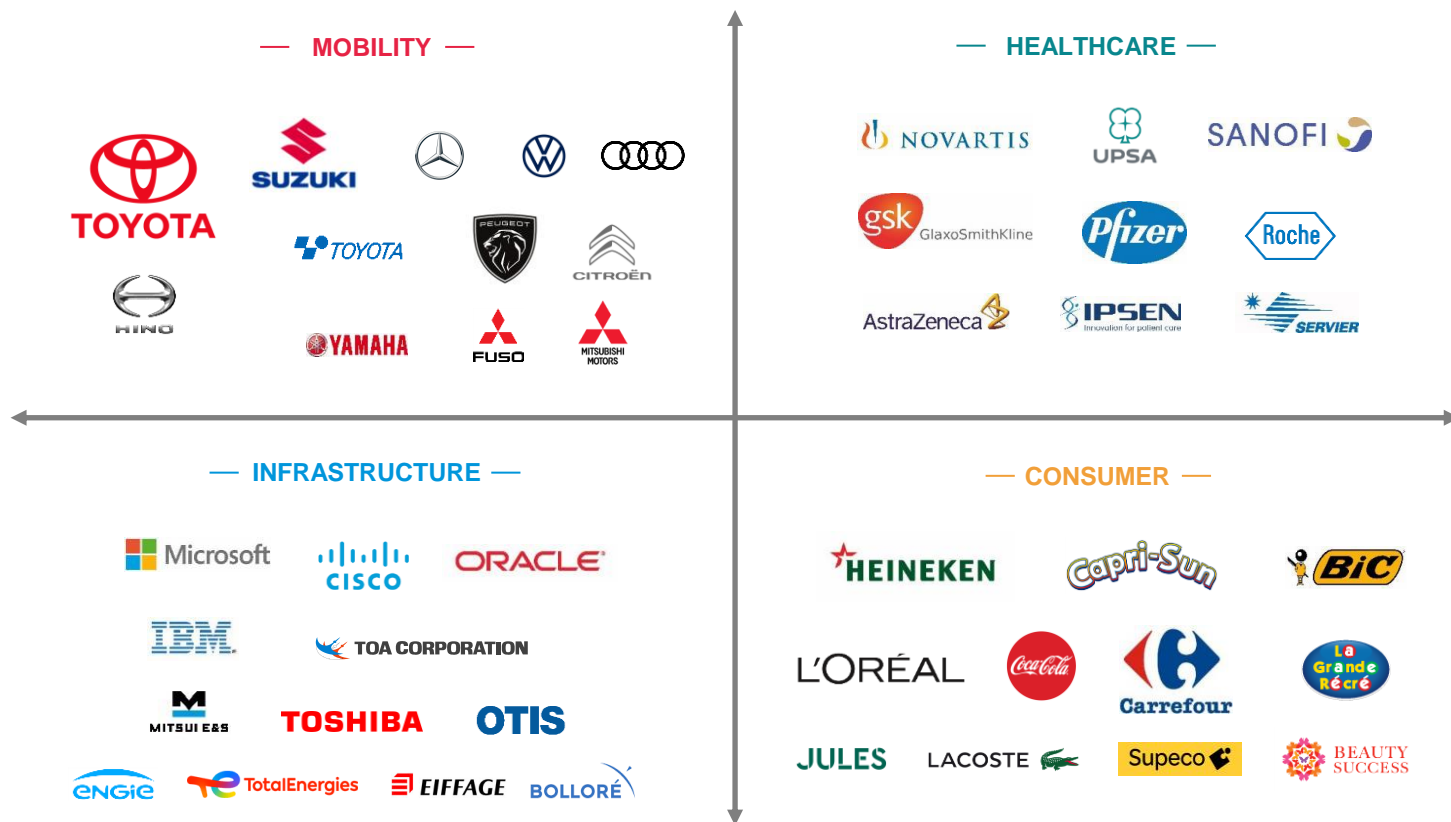 MOBILITY
TOYOTA
SUZUKI
TOYOTA
PEUGEOT
CITROËN
HINO
YAMAHA
FUSO
MITSUBISHI
MOTORS
HEALTHCARE
NOVARTIS
UPSA
SANOFI
gsk
GlaxoSmithKline
Pfizer
Roche
AstraZeneca
IPSEN
Innovation for patient care
SERVIER
INFRASTRUCTURE
Microsoft
CISCO
ORACLE
IBM
TOA CORPORATION
MITSUI E&S
TOSHIBA
OTIS
ENGIE
TotalEnergies
EIFFAGE
BOLLORÉ
CONSUMER
HEINEKEN
Capri-Sun
BiC
L'ORÉAL
Coca-Cola
Carrefour
La
Grande
Récré
JULES
LACOSTE
Supeco
BEAUTY
SUCCESS